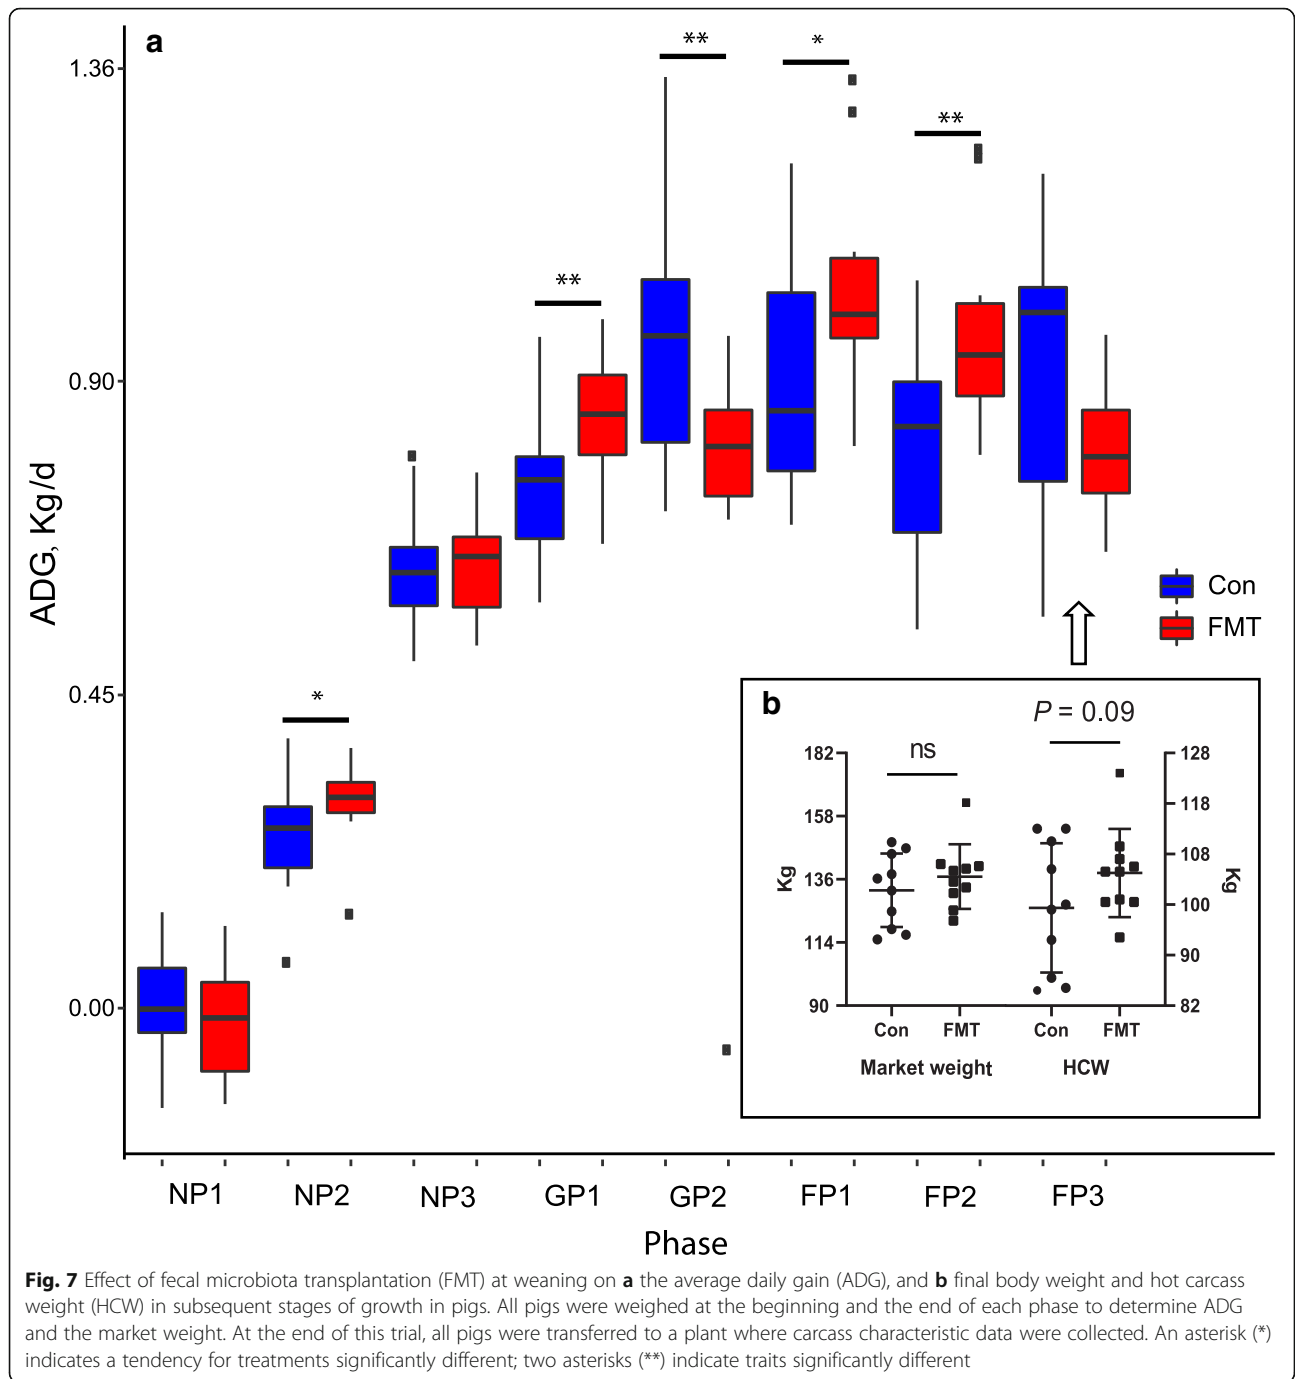 a
**
*
1.36
**
**
0.90
ADG, Kg/d
Con
FMT
0.45
*
b
P = 0.09
ns
182
128
158
118
136
108
Kg
Kg
100
114
90
90
82
Con
FMT
Con
FMT
Market weight
HCW
0.00
NP1
NP2
NP3
GP1
GP2
FP1
FP2
FP3
Phase
Fig. 7 Effect of fecal microbiota transplantation (FMT) at weaning on a the average daily gain (ADG), and b final body weight and hot carcass
weight (HCW) in subsequent stages of growth in pigs. All pigs were weighed at the beginning and the end of each phase to determine ADG
and the market weight. At the end of this trial, all pigs were transferred to a plant where carcass characteristic data were collected. An asterisk (*)
indicates a tendency for treatments significantly different; two asterisks (**) indicate traits significantly different